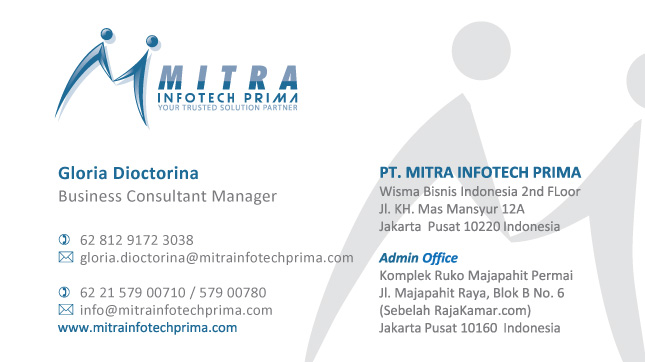 MITRA
INFOTECH PRIMA
YOUR TRUSTED SOLUTION PARTNER
Gloria Dioctorina
Business Consultant Manager
62 812 9172 3038
gloria.dioctorina@mitrainfotechprima.com
62 21 579 00710 / 579 00780
info@mitrainfotechprima.com
www.mitrainfotechprima.com
PT. MITRA INFOTECH PRIMA
Wisma Bisnis Indonesia 2nd FLoor
Jl. KH. Mas Mansyur 12A
Jakarta Pusat 10220 Indonesia
Admin Office
Komplek Ruko Majapahit Permai
Jl. Majapahit Raya, Blok B No. 6
(Sebelah RajaKamar.com)
Jakarta Pusat 10160 Indonesia